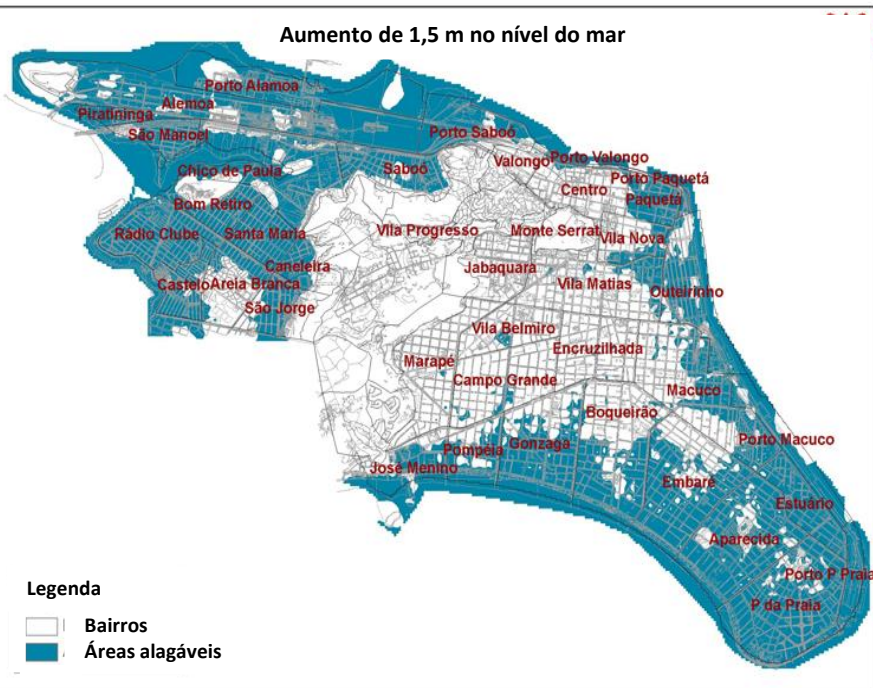 Aumento de 1,5 m no nível do mar
Porto Alamoa
Alemoa
Piratininga
São Manoel
Porto Saboó
Chico de Paula
Saboó
Valongo
Porto Valongo
Centro
Porto Paquetá
Paquetá
Bom Retiro
Rádio Clube
Santa Maria
Vila Progresso
Monte Serrat
Vila Nova
Caneleira
Jabaquara
Castelo
Areia Branca
Vila Matias
Outeirinho
São Jorge
Vila Belmiro
Encruzilhada
Marapé
Campo Grande
Macuco
Boqueirão
Porto Macuco
Gonzaga
Pompéia
José Menino
Embaré
Estuário
Aparecida
Porto P Praia
P da Praia
Legenda
Bairros
Áreas alagáveis